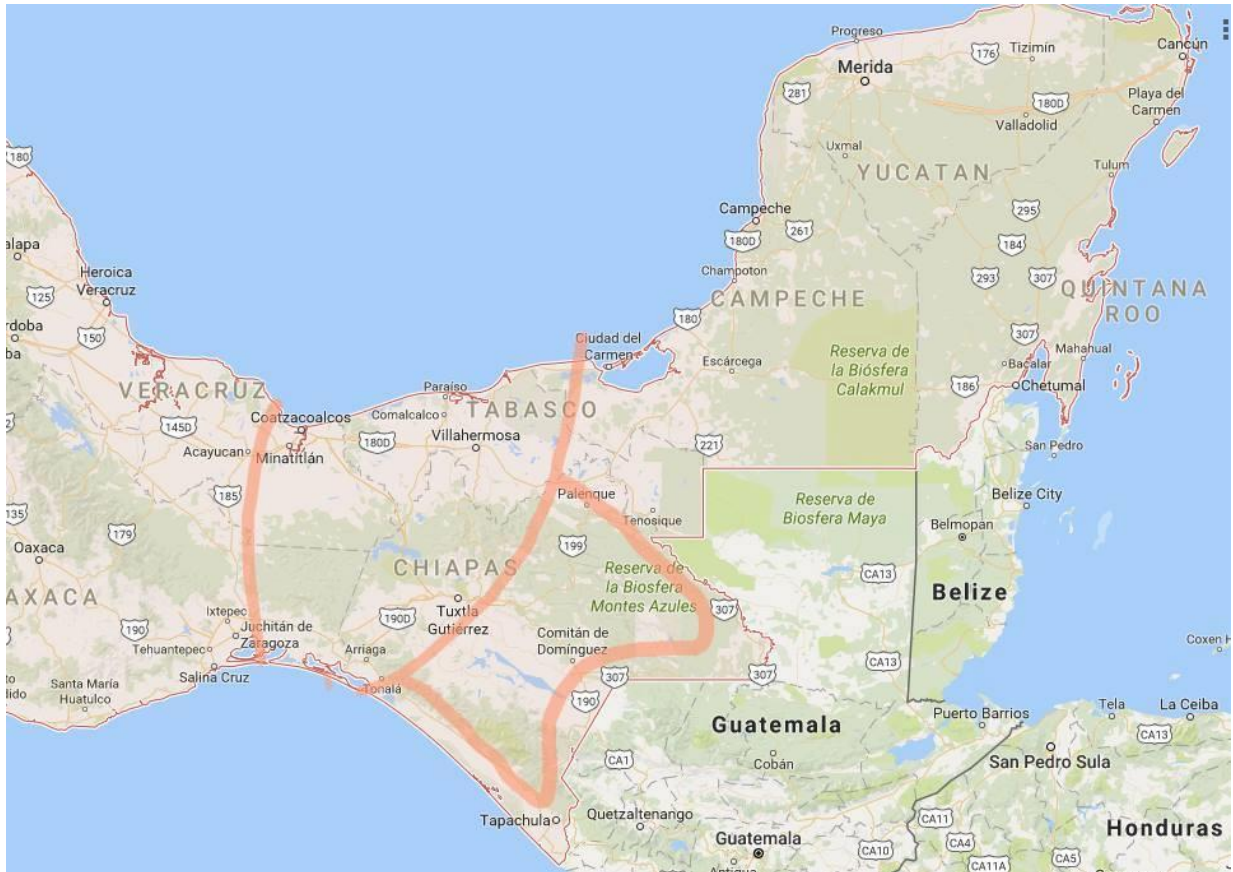 Progreso
Merida
176
Tizimín
Cancún
281
180D
Playa del
Carmen
Valladolid
180
Uxmal
YUCATAN
Tulum
Campeche
295
180D
261
184
alapa
Heroica
Veracruz
Champoton
293
307
125
CAMPECHE
QUINTANA
ROO
180
rdoba
ba
150
Ciudad del
Carmen
Escárcega
Reserva de
la Biósfera
Calakmul
307
Mahahual
Bacalar
186
Chetumal
VERACRUZ
Paraíso
TABASCO
Coatzacoalcos
Comalcalco
145D
180D
Villahermosa
221
Acayucan
Minatitlán
San Pedro
185
Palenque
Tenosique
Reserva de
Biosfera Maya
Belize City
135
179
Belmopan
Oaxaca
199
CHIAPAS
Reserva de
la Biosfera
Montes Azules
CA13
Belize
AXACA
Ixtepec
190
Juchitán de
Zaragoza
190D
Tuxtla
Gutiérrez
307
Tehuantepec
Arriaga
Comitán de
Domínguez
CA13
Coxen H
Salina Cruz
Tonalá
307
307
Santa María
Huatulco
190
Guatemala
Puerto Barrios
Tela
La Ceiba
CA13
CA1
Cobán
San Pedro Sula
Tapachula
Quetzaltenango
CA11
Guatemala
CA10
CA4
Honduras
CA11A
CA5